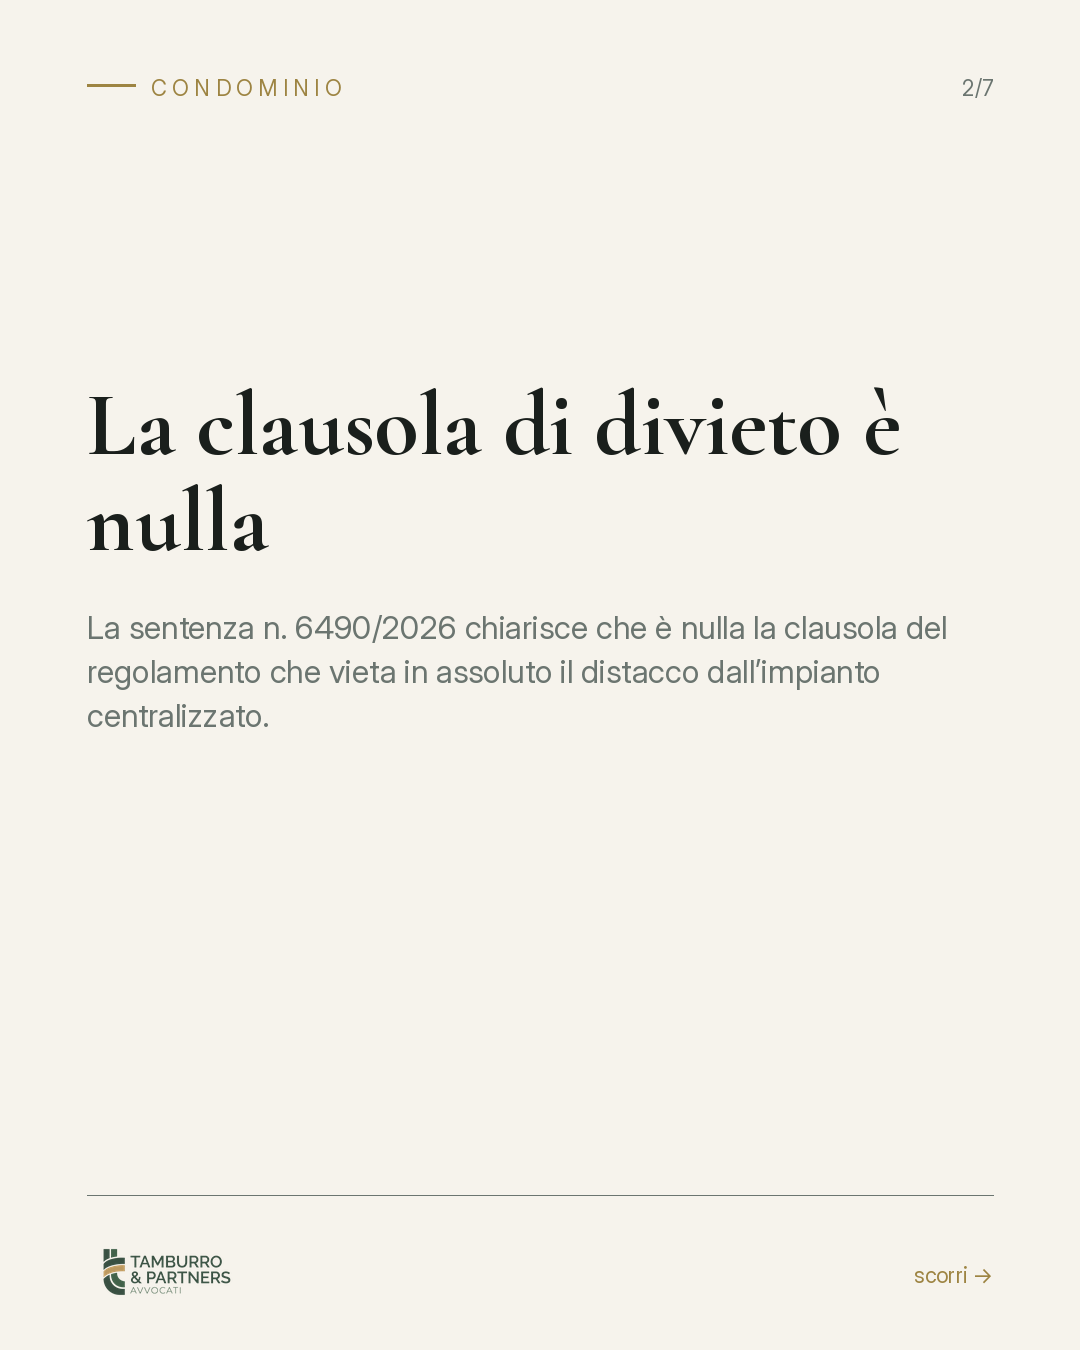 CONDOMINIO
2/7
La clausola di divieto è
nulla
La sentenza n. 6490/2026 chiarisce che è nulla la clausola del
regolamento che vieta in assoluto il distacco dall’impianto
centralizzato.
TAMBURRO
& PARTNERS
AVVOCATI
scorri →